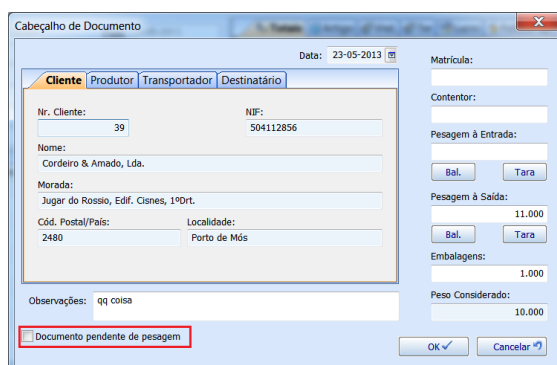 Cabeçalho de Documento
Data: 23-05-2013
Cliente Produtor Transportador Destinatário
Nr. Cliente: NIF:
39 504112856
Nome:
Cordeiro & Amado, Lda.
Morada:
Jugar do Rossio, Edif. Cisnes, 1ºDrt.
Cód. Postal/País: Localidade:
2480 Porto de Mós
Observações: qq coisa
Documento pendente de pesagem
Matrícula:
Contentor:
Pesagem à Entrada:
Bal. Tara
Pesagem à Saída:
11.000
Bal. Tara
Embalagens:
1.000
Peso Considerado:
10.000
OK Cancelar